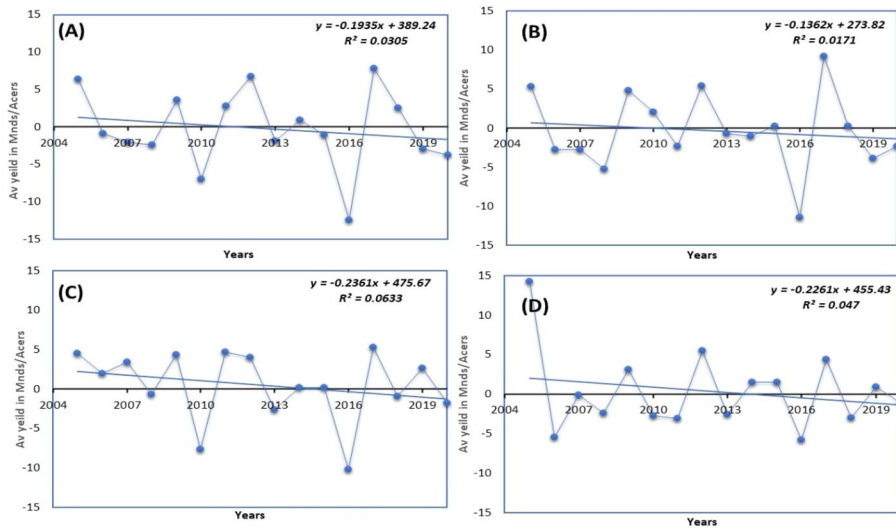 (A)
y = -0.1935x + 389.24
R² = 0.0305
Av yeild in Mnds/Acers
15
10
5
0
-5
-10
-15
2004 2007 2010 2013 2016 2019
Years
(B)
y = -0.1362x + 273.82
R² = 0.0171
Av yeild in Mnds/Acers
15
10
5
0
-5
-10
-15
2004 2007 2010 2013 2016 2019
Years
(C)
y = -0.2361x + 475.67
R² = 0.0633
Av yeild in Mnds/Acers
15
10
5
0
-5
-10
-15
2004 2007 2010 2013 2016 2019
Years
(D)
y = -0.2261x + 455.43
R² = 0.047
Av yeild in Mnds/Acers
15
10
5
0
-5
-10
-15
2004 2007 2010 2013 2016 2019
Years